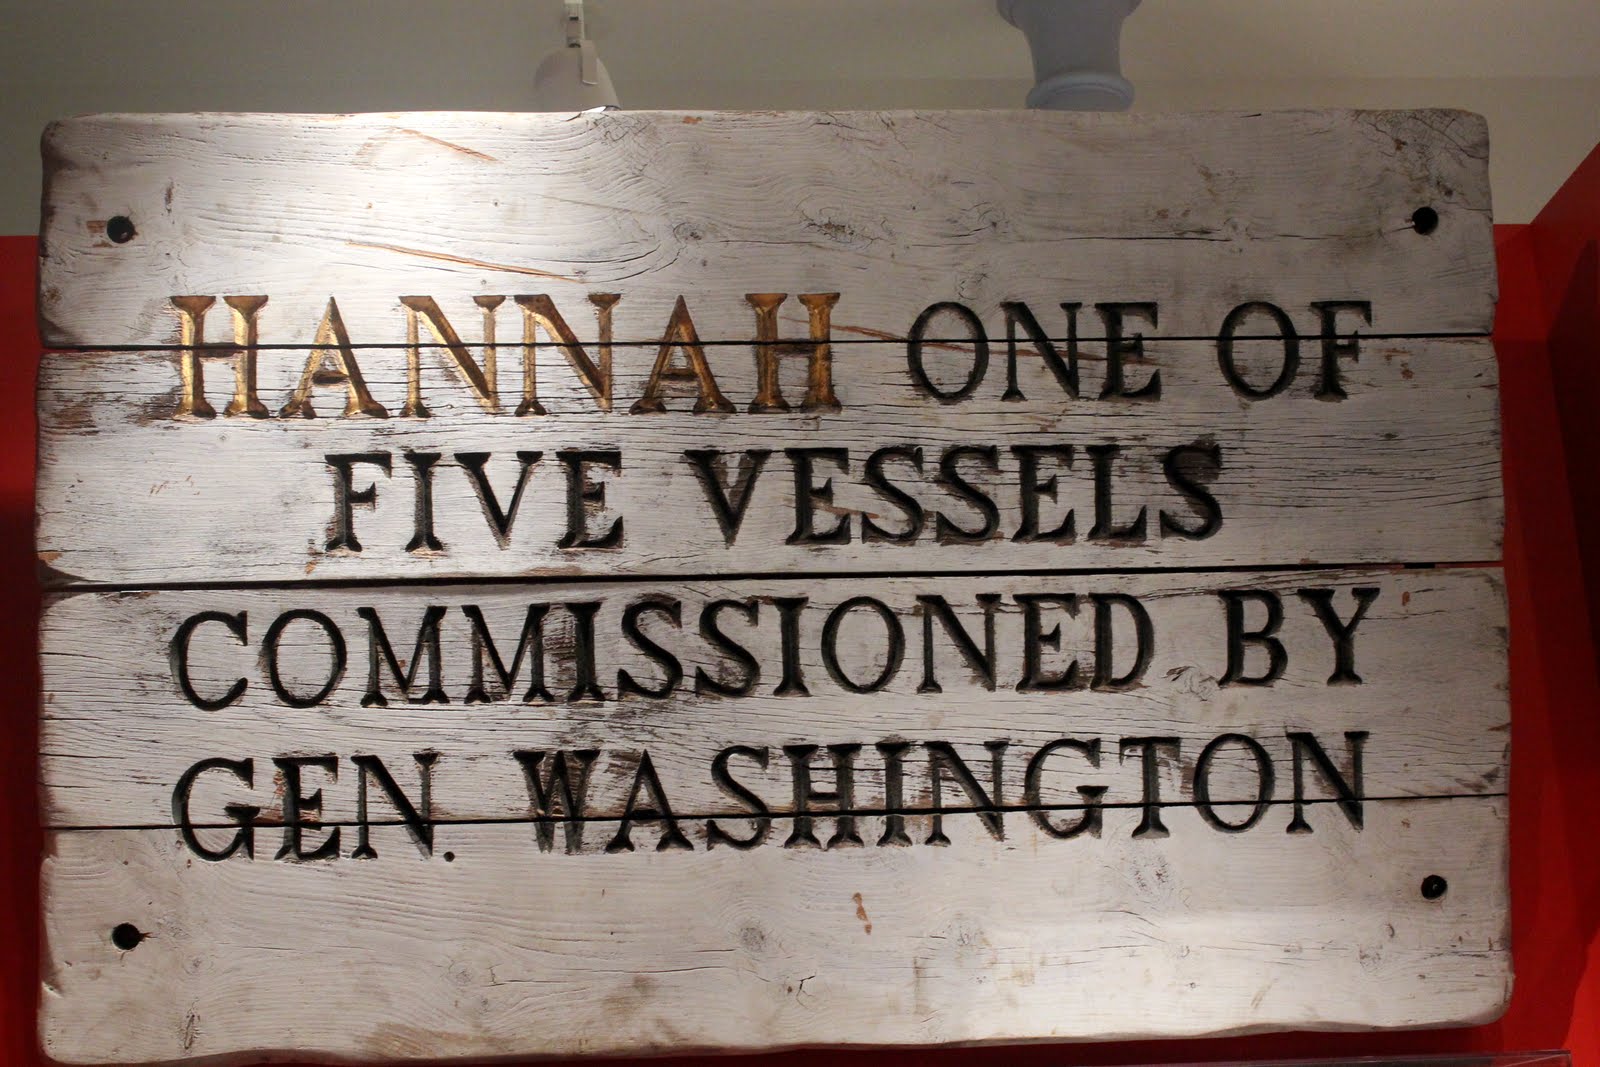 HANNAH ONE OF
FIVE VESSELS
COMMISSIONED BY
GEN. WASHINGTON